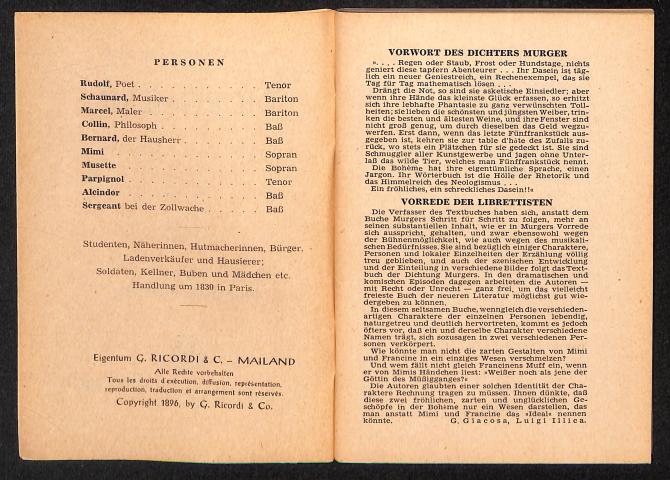 PERSONEN
Rudolf, Poet . . . . . . . . . . . Tenor
Schaunard, Musiker . . . . . . . . Bariton
Marcel, Maler . . . . . . . . . . Bariton
Collin, Philosoph . . . . . . . . . Baß
Bernard, der Hausherr . . . . . . . Baß
Mimi . . . . . . . . . . . . . Sopran
Musette . . . . . . . . . . . . Sopran
Parpignol . . . . . . . . . . . Tenor
Alcindor . . . . . . . . . . . . Baß
Sergeant bei der Zollwache . . . . . . Baß
Studenten, Näherinnen, Hutmacherinnen, Bürger.
Ladenverkäufer und Hausierer;
Soldaten, Kellner, Buben und Mädchen etc.
Handlung um 1830 in Paris.
Eigentum G. RICORDI & C. – MAILAND
Alle Rechte vorbehalten
Tous les droits d'exécution, diffusion, représentation,
reproduction, traduction et arrangement sont réservés.
Copyright 1896, by G. Ricordi & Co.
VORWORT DES DICHTERS MURGER
». . . . Regen oder Staub, Frost oder Hundstage, nichts
geniert diese tapfern Abenteurer . . . Ihr Dasein ist täg-
lich ein neuer Geniestreich, ein Rechenexempel, das sie
Tag für Tag mathematisch lösen . . .
Drängt die Not, so sind sie asketische Einsiedler; aber
wenn ihre Hände das kleinste Glück erfassen, so erhitzt
sich ihre lebhafte Phantasie zu ganz verwünschten Toll-
heiten; sie lieben die schönsten und jüngsten Weiber, trin-
ken die besten und ältesten Weine, und ihre Fenster sind
nicht groß genug, um durch dieselben das Geld wegzu-
werfen. Erst dann, wenn das letzte Fünffrankstück aus-
gegeben ist, kehren sie zur table d'hôte des Zufalls zu-
rück, wo stets ein Plätzchen für sie gedeckt ist. Sie sind
Schmuggler aller Kunstgewerbe und jagen ohne Unter-
laß das wilde Tier, welches man Fünffrankstück nennt.
Die Bohème hat ihre eigentümliche Sprache, einen
Jargon. Ihr Wörterbuch ist die Hölle der Rhetorik und
das Himmelreich des Neologismus . . .
Ein fröhliches, ein schreckliches Dasein!!«
VORREDE DER LIBRETTISTEN
Die Verfasser des Textbuches haben sich, anstatt dem
Buche Murgers Schritt für Schritt zu folgen, mehr an
seinen substantiellen Inhalt, wie er in Murgers Vorrede
sich ausspricht, gehalten, und zwar ebensowohl wegen
der Bühnenmöglichkeit, wie auch wegen des musikali-
schen Bedürfnisses. Sie sind bezüglich einiger Charaktere,
Personen und lokaler Einzelheiten der Erzählung völlig
treu geblieben, und auch der szenischen Entwicklung
und der Einteilung in verschiedene Bilder folgt das Text-
buch der Dichtung Murgers. In den dramatischen und
komischen Episoden dagegen arbeiteten die Autoren —
mit Recht oder Unrecht — ganz frei, um das vielleicht
freieste Buch der neueren Literatur möglichst gut wie-
dergeben zu können.
In diesem seltsamen Buche, wenngleich die verschieden-
artigen Charaktere der einzelnen Personen lebendig,
naturgetreu und deutlich hervortreten, kommt es jedoch
öfters vor, daß ein und derselbe Charakter verschiedene
Namen trägt, sich sozusagen in zwei verschiedenen Per-
sonen verkörpert.
Wie könnte man nicht die zarten Gestalten von Mimi
und Francine in ein einziges Wesen verschmelzen?
Und wem fällt nicht gleich Francinens Muff ein, wenn
er von Mimis Händchen liest: »Weißer noch als jene der
Göttin des Müßigganges?«
Die Autoren glaubten einer solchen Identität der Cha-
raktere Rechnung tragen zu müssen. Ihnen dünkte, daß
diese zwei fröhlichen, zarten und unglücklichen Ge-
schöpfe in der Bohème nur ein Wesen darstellen, das
man anstatt Mimi und Francine das »Ideal« nennen
könnte. G. Giacosa, Luigi Illica.